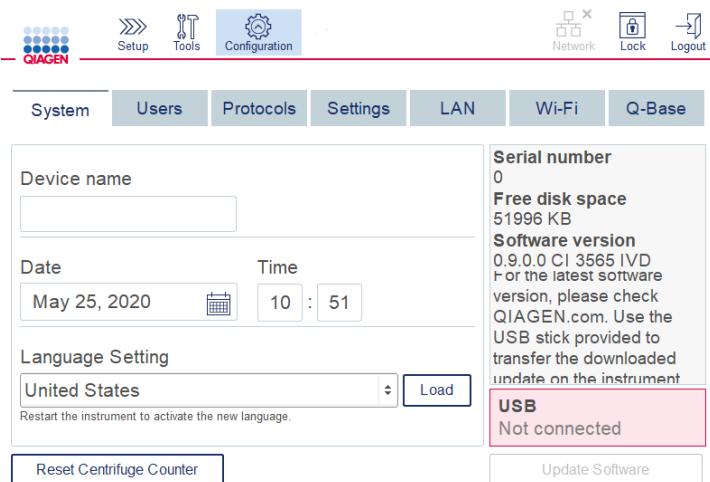 Setup
Tools
Configuration
Network
Lock
Logout
QIAGEN
System
Users
Protocols
Settings
LAN
Wi-Fi
Q-Base
Device name
Date
Time
May 25, 2020
10 : 51
Language Setting
United States
Load
Restart the instrument to activate the new language.
Reset Centrifuge Counter
Serial number
0
Free disk space
51996 KB
Software version
0.9.0.0 CI 3565 IVD
For the latest software
version, please check
QIAGEN.com. Use the
USB stick provided to
transfer the downloaded
update on the instrument
USB
Not connected
Update Software